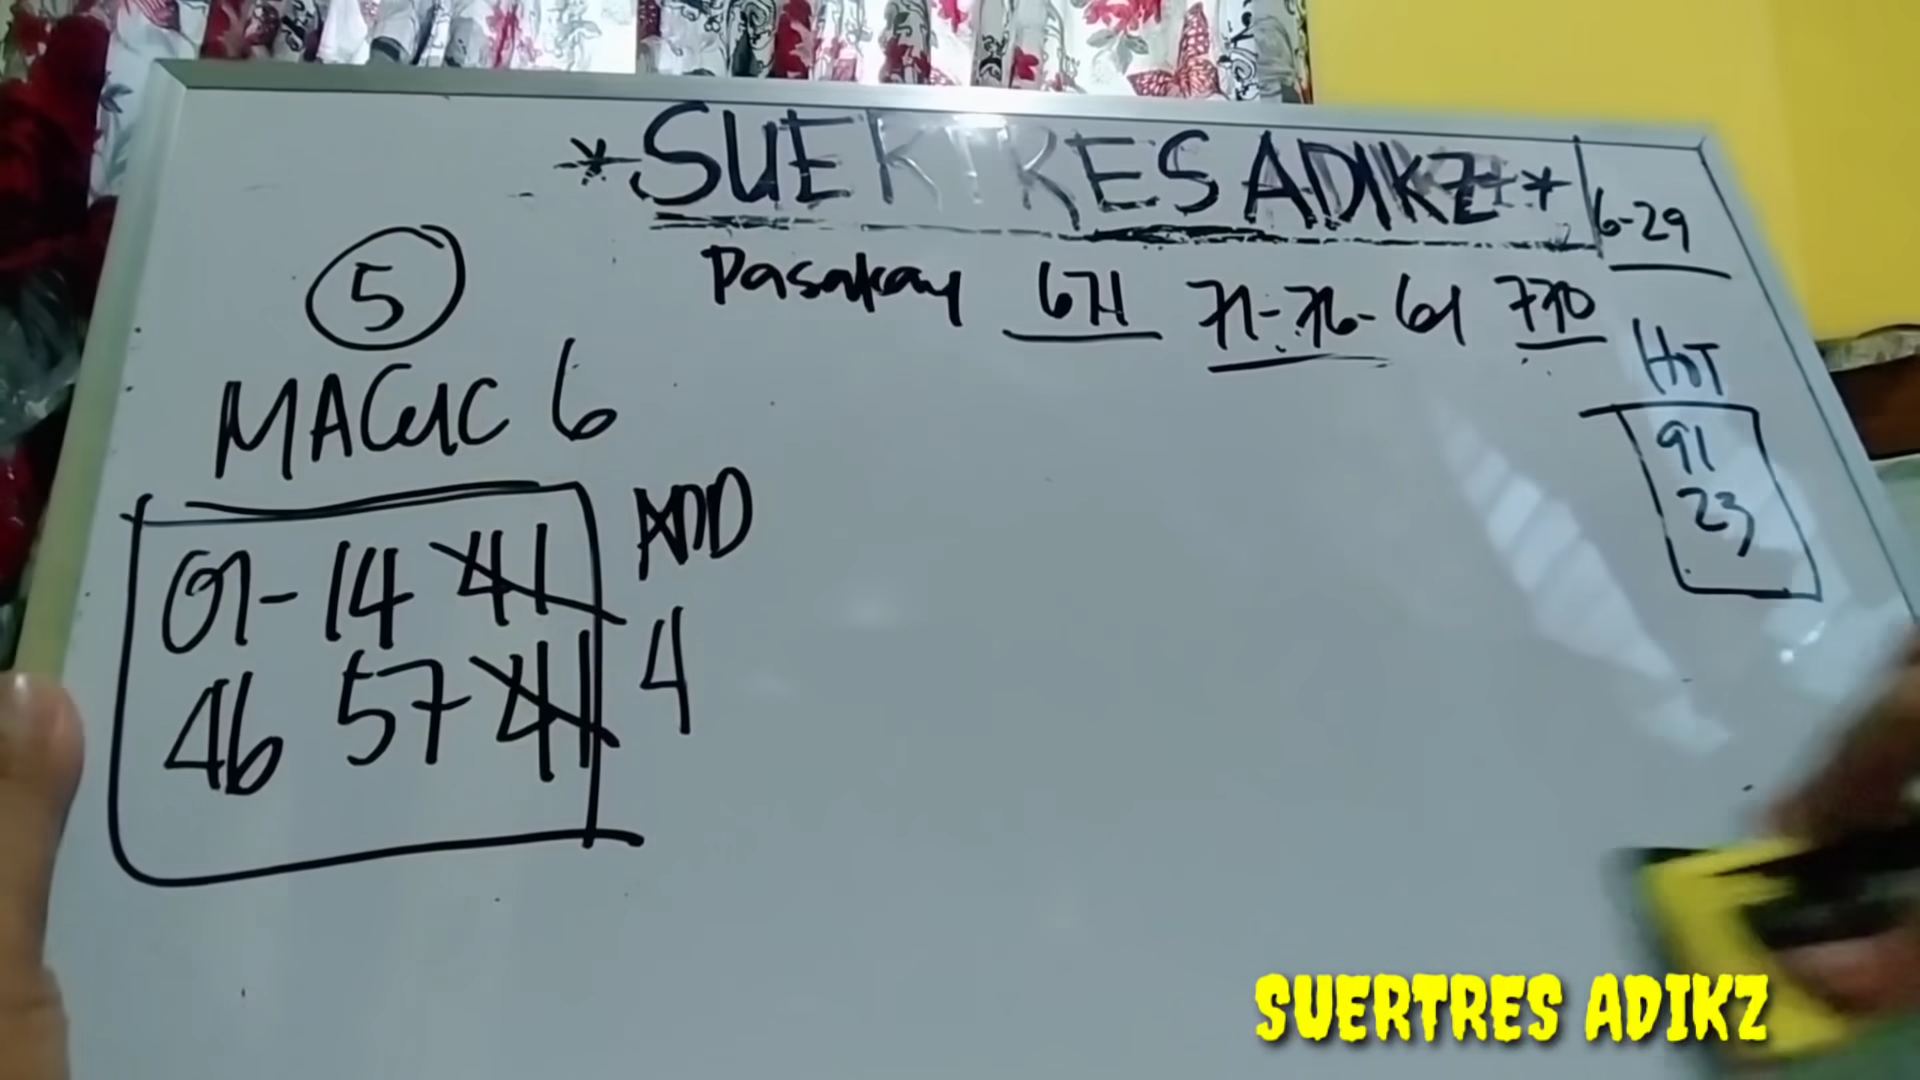 *SUERTRES ADIKZ*
6-29
Pasakay 671 71-76-61 770
5
MAGIC 6
HOT
91
23
01-14 41
46 57 41
ADD
4
SUERTRES ADIKZ